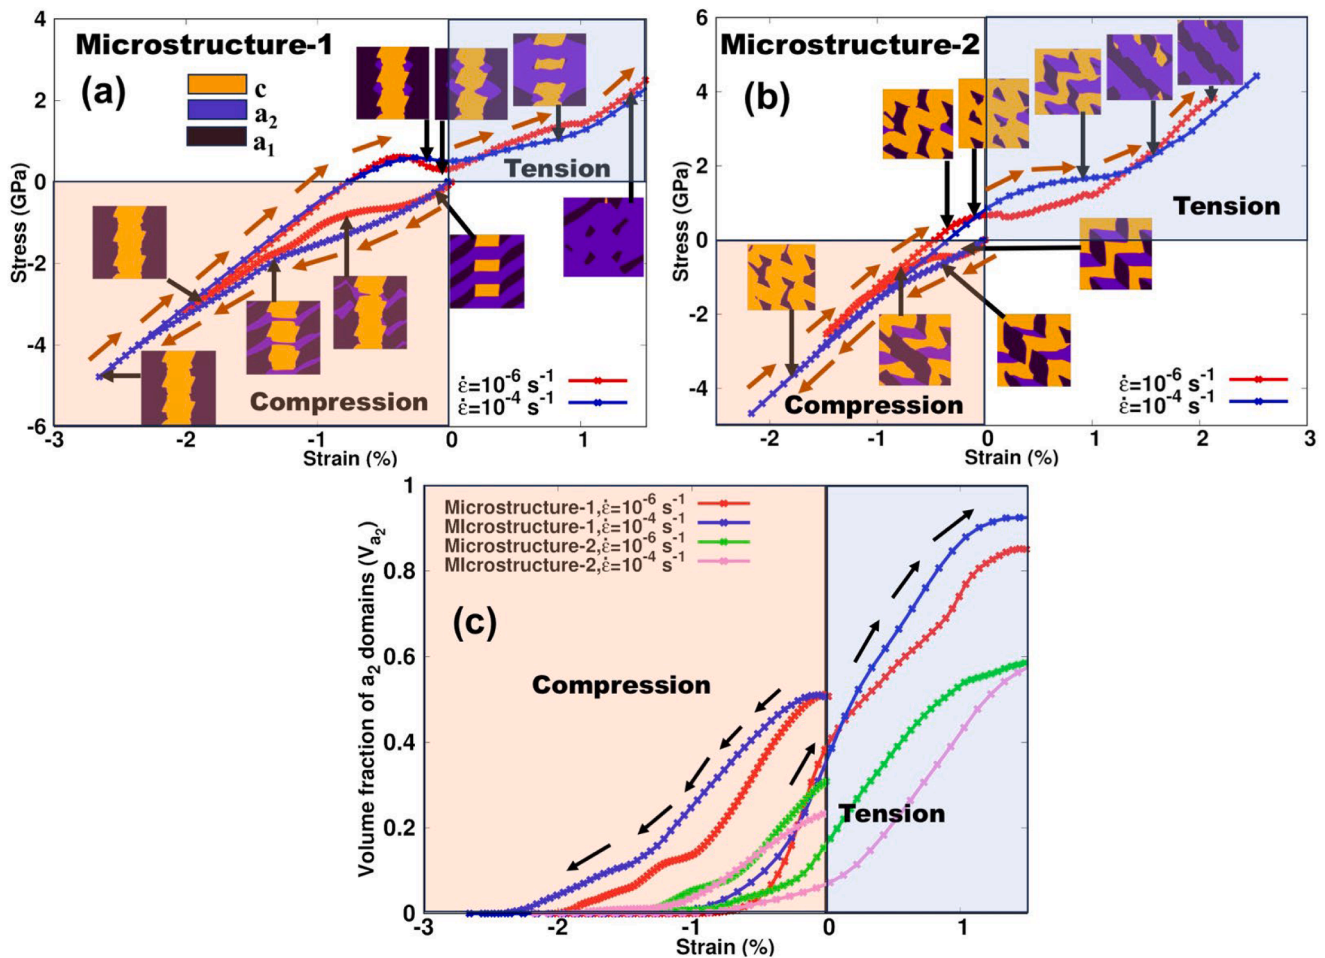 Microstructure-1
(a)
c
a2
a1
Tension
Compression
ε̇=10-6 s-1
ε̇=10-4 s-1
Stress (GPa)
4
2
0
-2
-4
-6
-3
-2
-1
0
1
Strain (%)
Microstructure-2
(b)
Tension
Compression
ε̇=10-6 s-1
ε̇=10-4 s-1
Stress (GPa)
6
4
2
0
-2
-4
-2
-1
0
1
2
3
Strain (%)
Microstructure-1,ε̇=10-6 s-1
MIcrostructure-1,ε̇=10-4 s-1
Microstructure-2,ε̇=10-6 s-1
MIcrostructure-2,ε̇=10-4 s-1
(c)
Compression
Tension
Volume fraction of a2 domains (Va2)
1
0.8
0.6
0.4
0.2
0
-3
-2
-1
0
1
Strain (%)